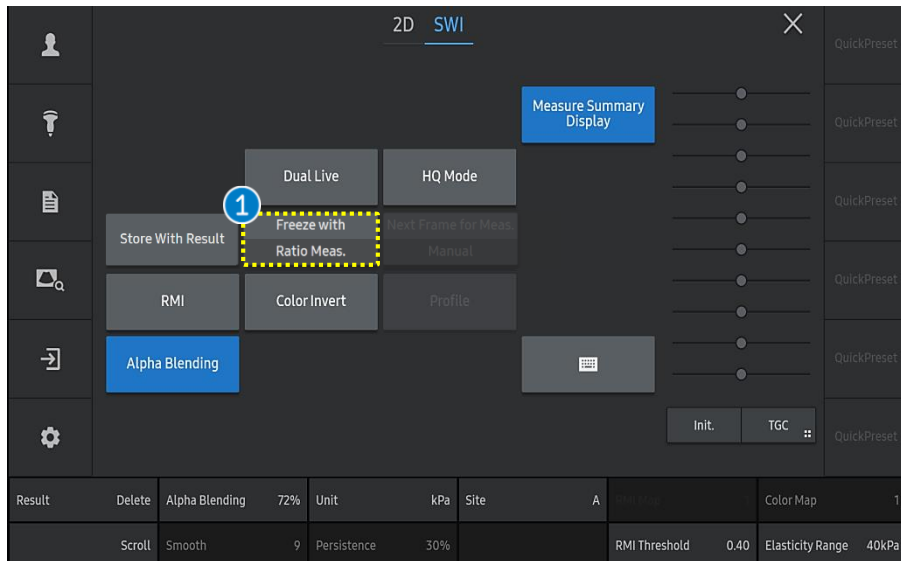 2D SWI
QuickPreset
Measure Summary
Display
QuickPreset
Dual Live
HQ Mode
1
QuickPreset
Store With Result
Freeze with
Ratio Meas.
Next Frame for Meas.
Manual
QuickPreset
RMI
Color Invert
Profile
Alpha Blending
QuickPreset
Init.
TGC
QuickPreset
Result Delete
Alpha Blending 72%
Unit kPa
Site A
RMI Map 1
Color Map 1
Scroll
Smooth 9
Persistence 30%
RMI Threshold 0.40
Elasticity Range 40kPa